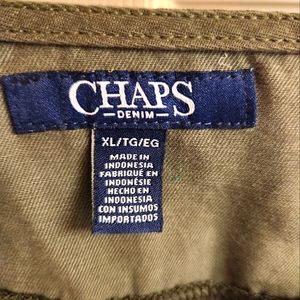 CHAPS
DENIM
XL/TG/EG
MADE IN
INDONESIA
FABRIQUÉ EN
INDONÉSIE
HECHO EN
INDONESIA
CON INSUMOS
IMPORTADOS